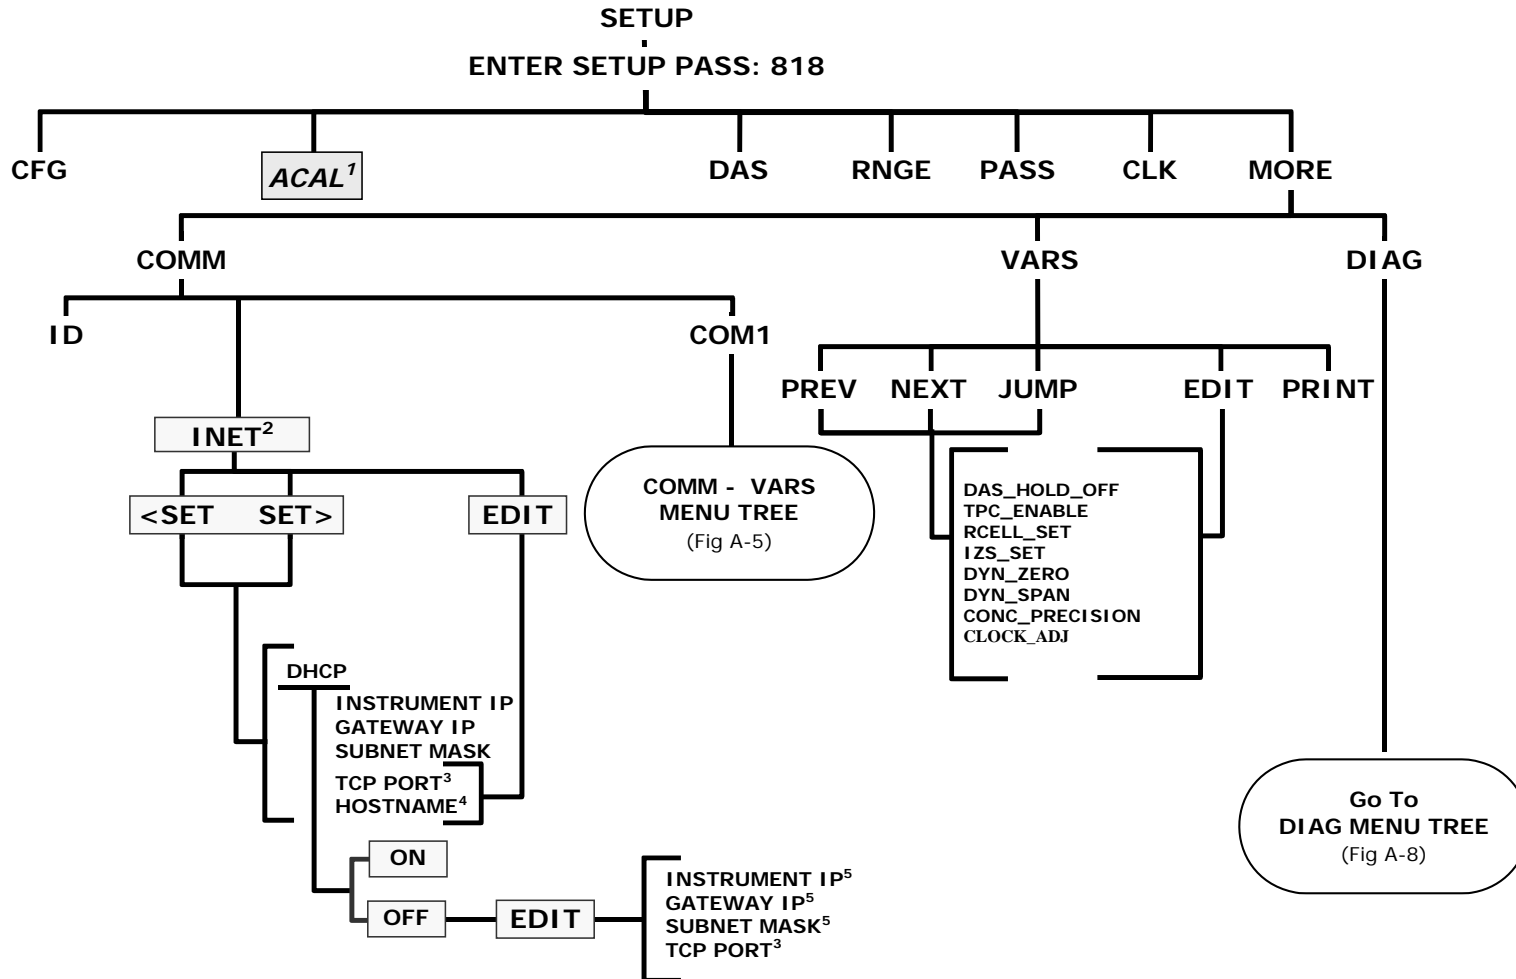 SETUP
ENTER SETUP PASS: 818
CFG
ACAL¹
DAS
RNGE
PASS
CLK
MORE
COMM
VARS
DIAG
ID
COM1
PREV
NEXT
JUMP
EDIT
PRINT
INET²
<SET SET>
EDIT
COMM - VARS
MENU TREE
(Fig A-5)
DAS_HOLD_OFF
TPC_ENABLE
RCELL_SET
IZS_SET
DYN_ZERO
DYN_SPAN
CONC_PRECISION
CLOCK_ADJ
DHCP
INSTRUMENT IP
GATEWAY IP
SUBNET MASK
TCP PORT³
HOSTNAME⁴
Go To
DIAG MENU TREE
(Fig A-8)
ON
OFF
EDIT
INSTRUMENT IP⁵
GATEWAY IP⁵
SUBNET MASK⁵
TCP PORT³